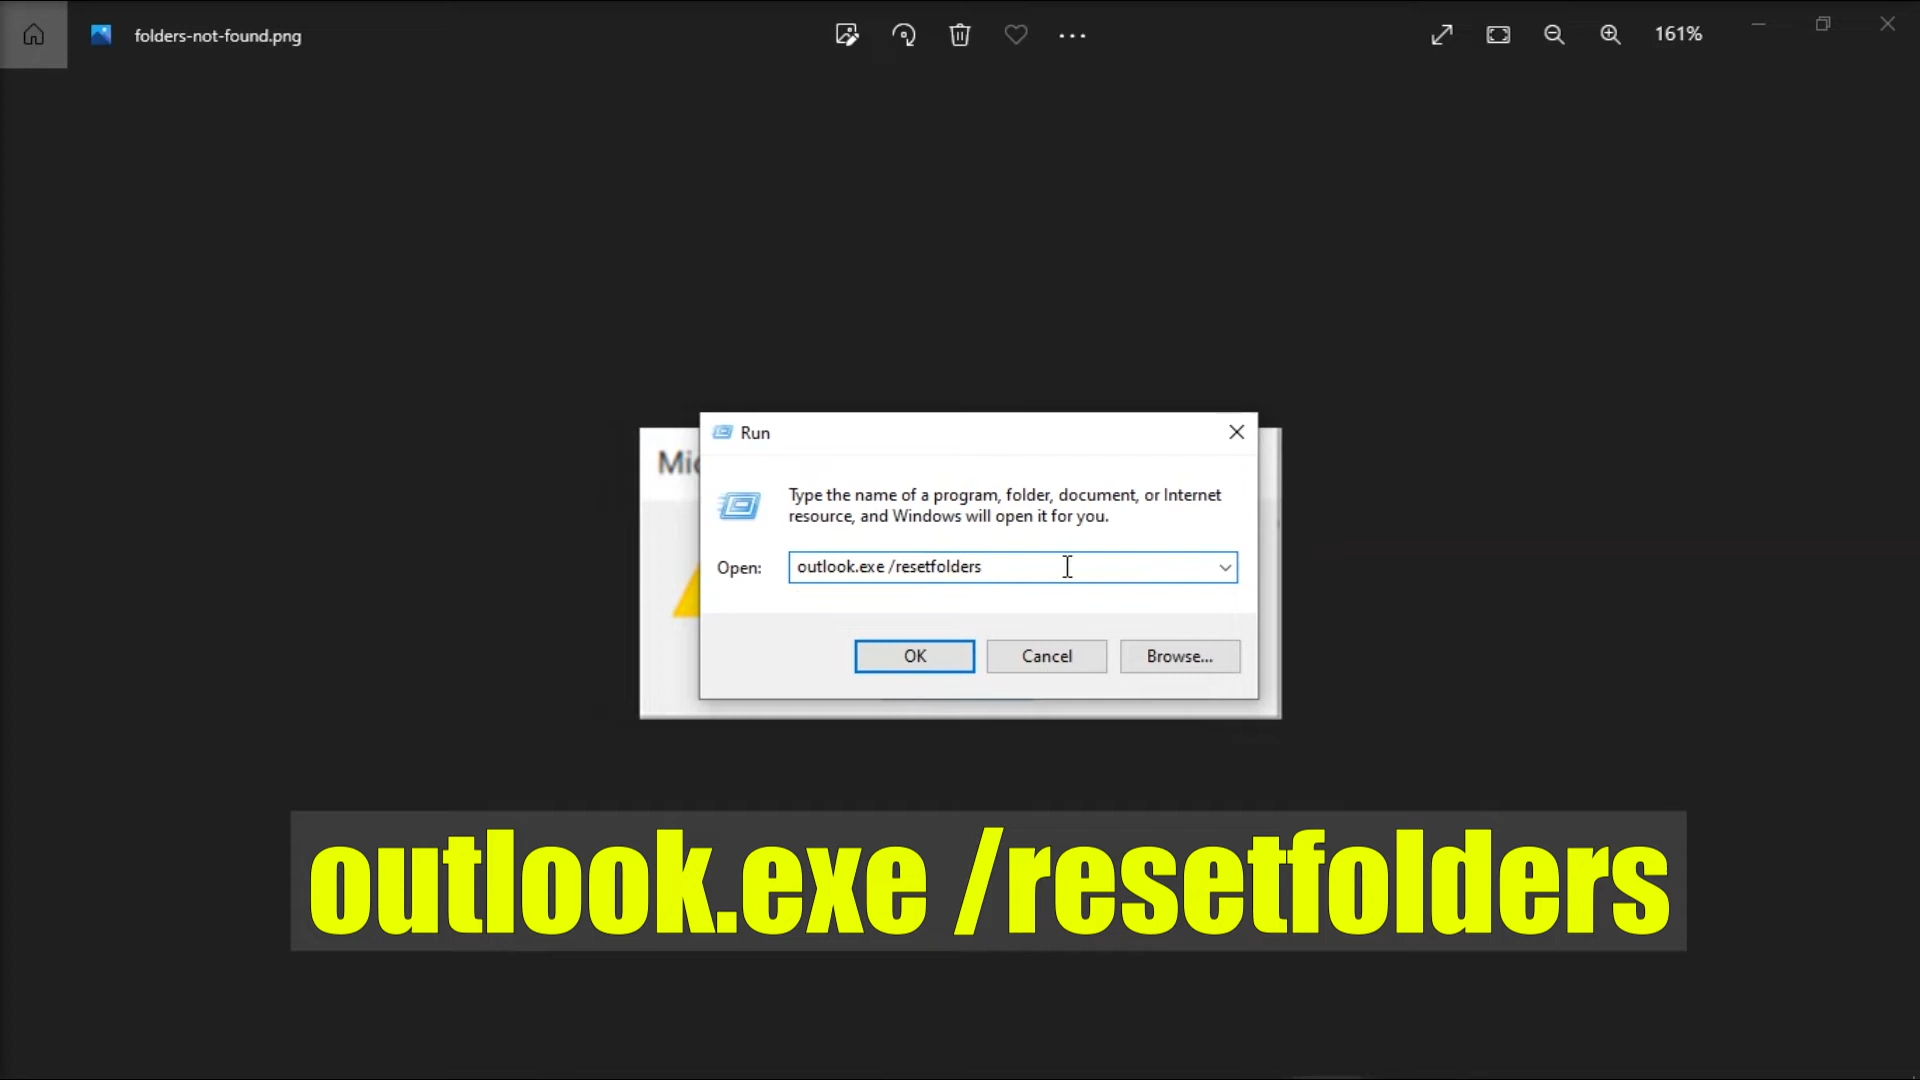 folders-not-found.png
161%
Run
Type the name of a program, folder, document, or Internet
resource, and Windows will open it for you.
Open:
outlook.exe /resetfolders
OK
Cancel
Browse...
outlook.exe /resetfolders